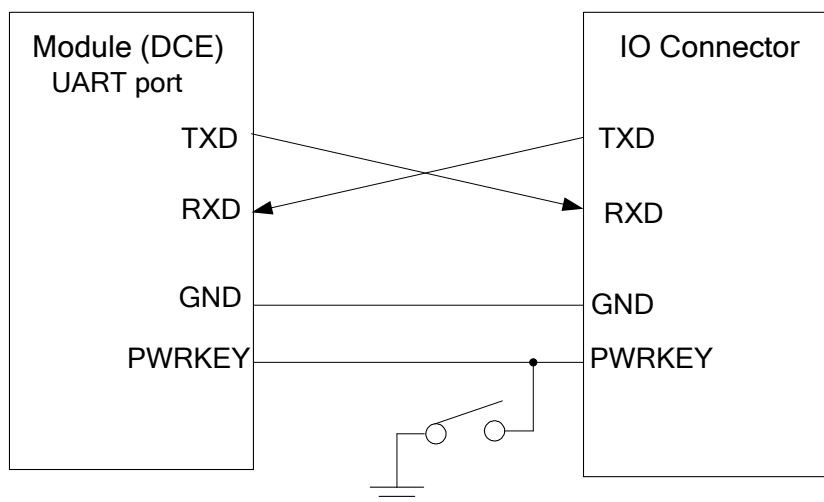 Module (DCE)
UART port
TXD
RXD
GND
PWRKEY
IO Connector
TXD
RXD
GND
PWRKEY